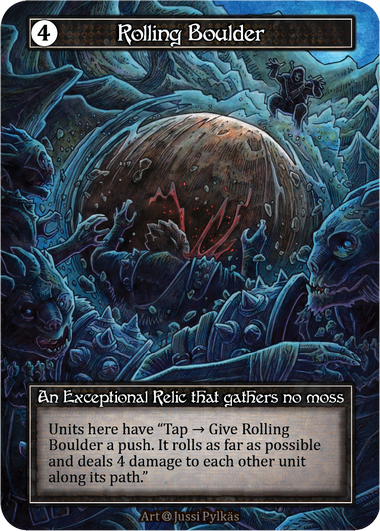 4
Rolling Boulder
An Exceptional Relic that gathers no moss
Units here have “Tap → Give Rolling
Boulder a push. It rolls as far as possible
and deals 4 damage to each other unit
along its path.”
Art @ Jussi Pylkäs